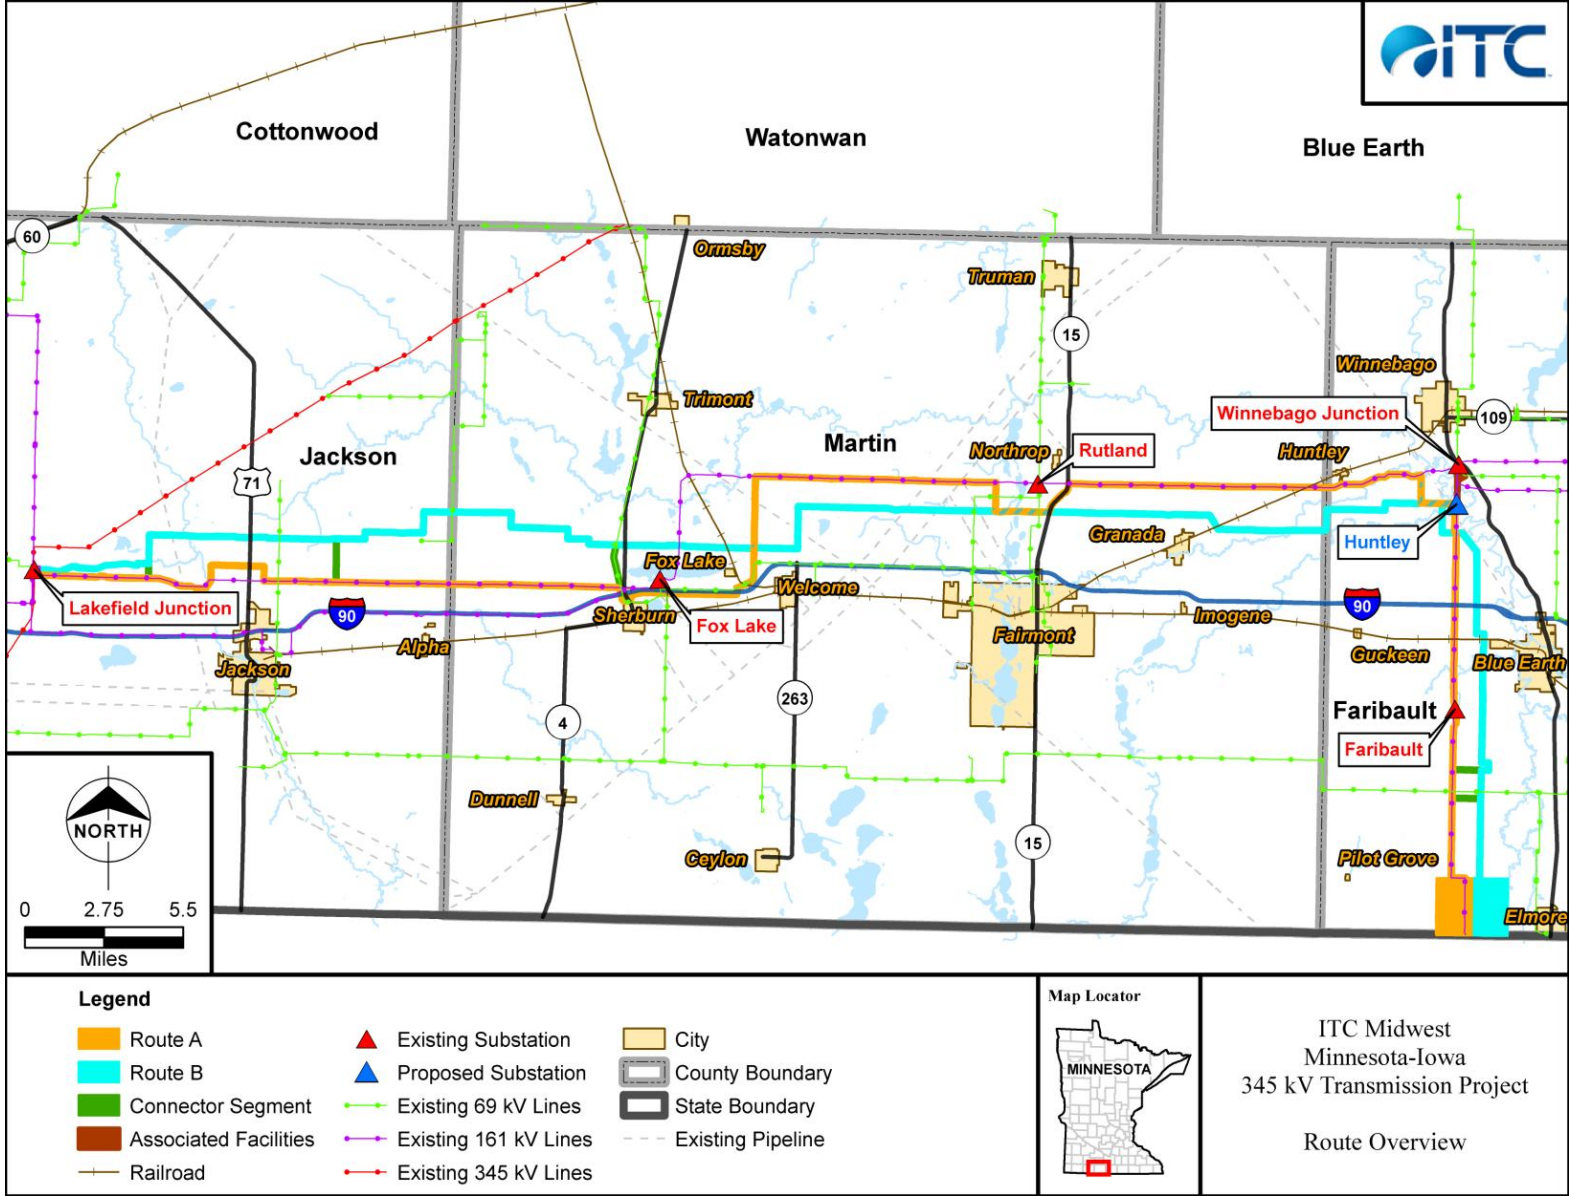 ITC
Cottonwood
Watonwan
Blue Earth
60
Ormsby
Truman
15
Winnebago
Trimont
Winnebago Junction
109
Martin
Jackson
Northrop
Rutland
Huntley
71
Granada
Huntley
Fox Lake
Welcome
Lakefield Junction
90
Sherburn
Fox Lake
90
Imogene
Fairmont
Alpha
Guckeen
Blue Earth
Jackson
263
4
Faribault
Faribault
Dunnell
NORTH
15
Ceylon
Pilot Grove
0 2.75 5.5
Miles
Elmore
Legend
Route A
Route B
Connector Segment
Associated Facilities
Railroad
Existing Substation
Proposed Substation
Existing 69 kV Lines
Existing 161 kV Lines
Existing 345 kV Lines
City
County Boundary
State Boundary
Existing Pipeline
Map Locator
MINNESOTA
ITC Midwest
Minnesota-Iowa
345 kV Transmission Project
Route Overview